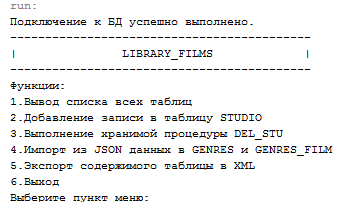 run:
Подключение к БД успешно выполнено.
-------------------------------------------
| LIBRARY_FILMS |
-------------------------------------------
Функции:
1.Вывод списка всех таблиц
2.Добавление записи в таблицу STUDIO
3.Выполнение хранимой процедуры DEL_STU
4.Импорт из JSON данных в GENRES и GENRES_FILM
5.Экспорт содержимого таблицы в XML
6.Выход
Выберите пункт меню: